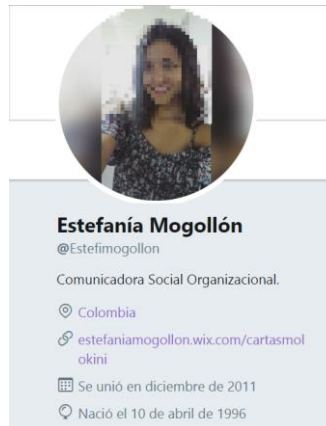 Estefanía Mogollón
@Estefimogollon
Comunicadora Social Organizacional.
Colombia
estefaniamogollon.wix.com/cartasmol
okini
Se unió en diciembre de 2011
Nació el 10 de abril de 1996